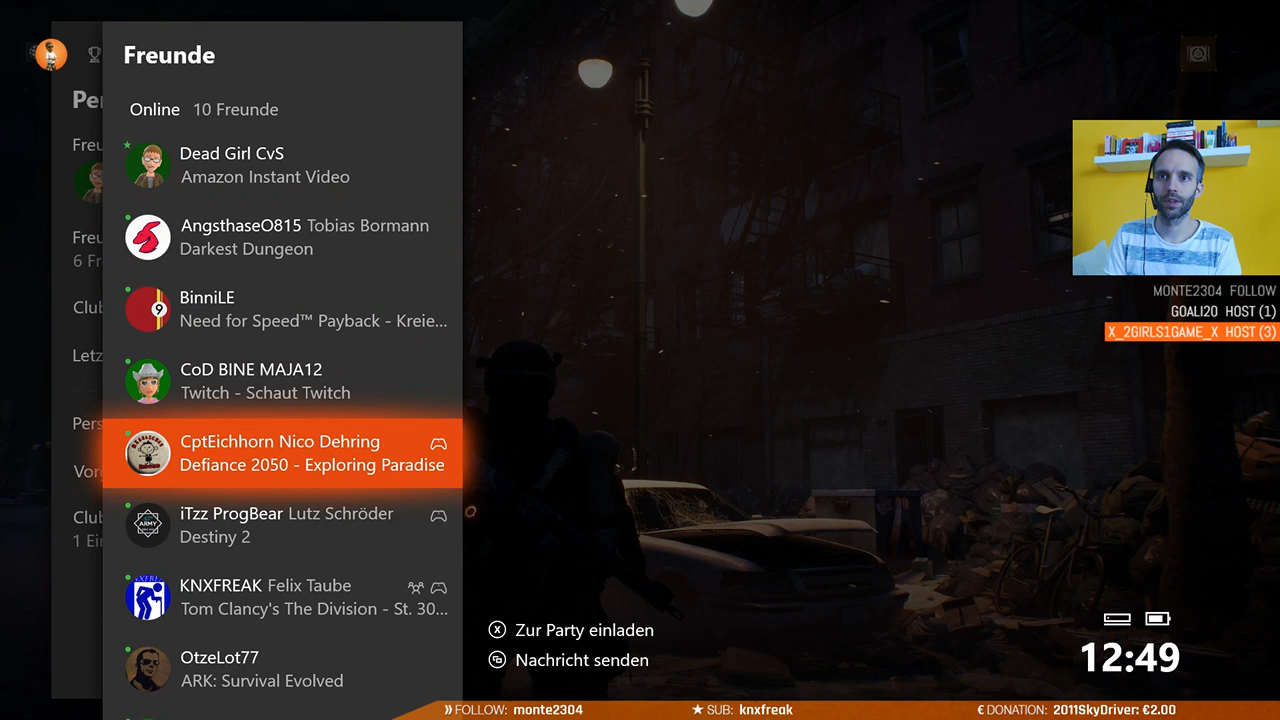 Freunde
Per
Online 10 Freunde
Freu
Dead Girl CvS
Amazon Instant Video
AngsthaseO815 Tobias Bormann
Darkest Dungeon
Freu
6 Fr
BinniLE
Need for Speed™ Payback - Kreie...
Club
CoD BINE MAJA12
Twitch - Schaut Twitch
Letz
CptEichhorn Nico Dehring
Defiance 2050 - Exploring Paradise
Pers
Vorg
iTzz ProgBear Lutz Schröder
Destiny 2
ARMY
Club
1 Ein
KNXFREAK Felix Taube
Tom Clancy's The Division - St. 30...
OtzeLot77
ARK: Survival Evolved
MONTE2304 FOLLOW
GOALI20 HOST (1)
X_2GIRLS1GAME_X HOST (3)
Zur Party einladen
Nachricht senden
12:49
FOLLOW: monte2304
SUB: knxfreak
€ DONATION: 2011SkyDriver: €2.00